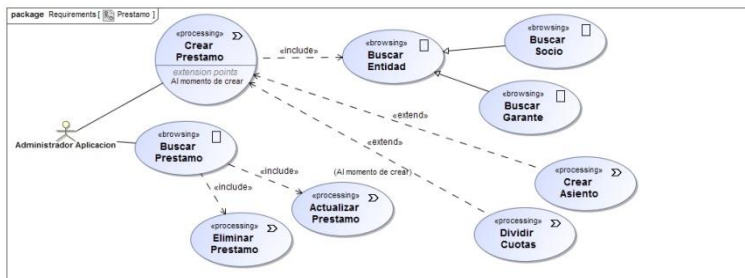 package Requirements [ Prestamo ]
«processing»
Crear
Prestamo
extension points
Al momento de crear
«include»
«browsing»
Buscar
Entidad
«browsing»
Buscar
Socio
«browsing»
Buscar
Garante
Administrador Aplicacion
«browsing»
Buscar
Prestamo
«extend»
«extend»
«include»
«include»
(Al momento de crear)
«processing»
Crear
Asiento
«processing»
Actualizar
Prestamo
«processing»
Eliminar
Prestamo
«processing»
Dividir
Cuotas